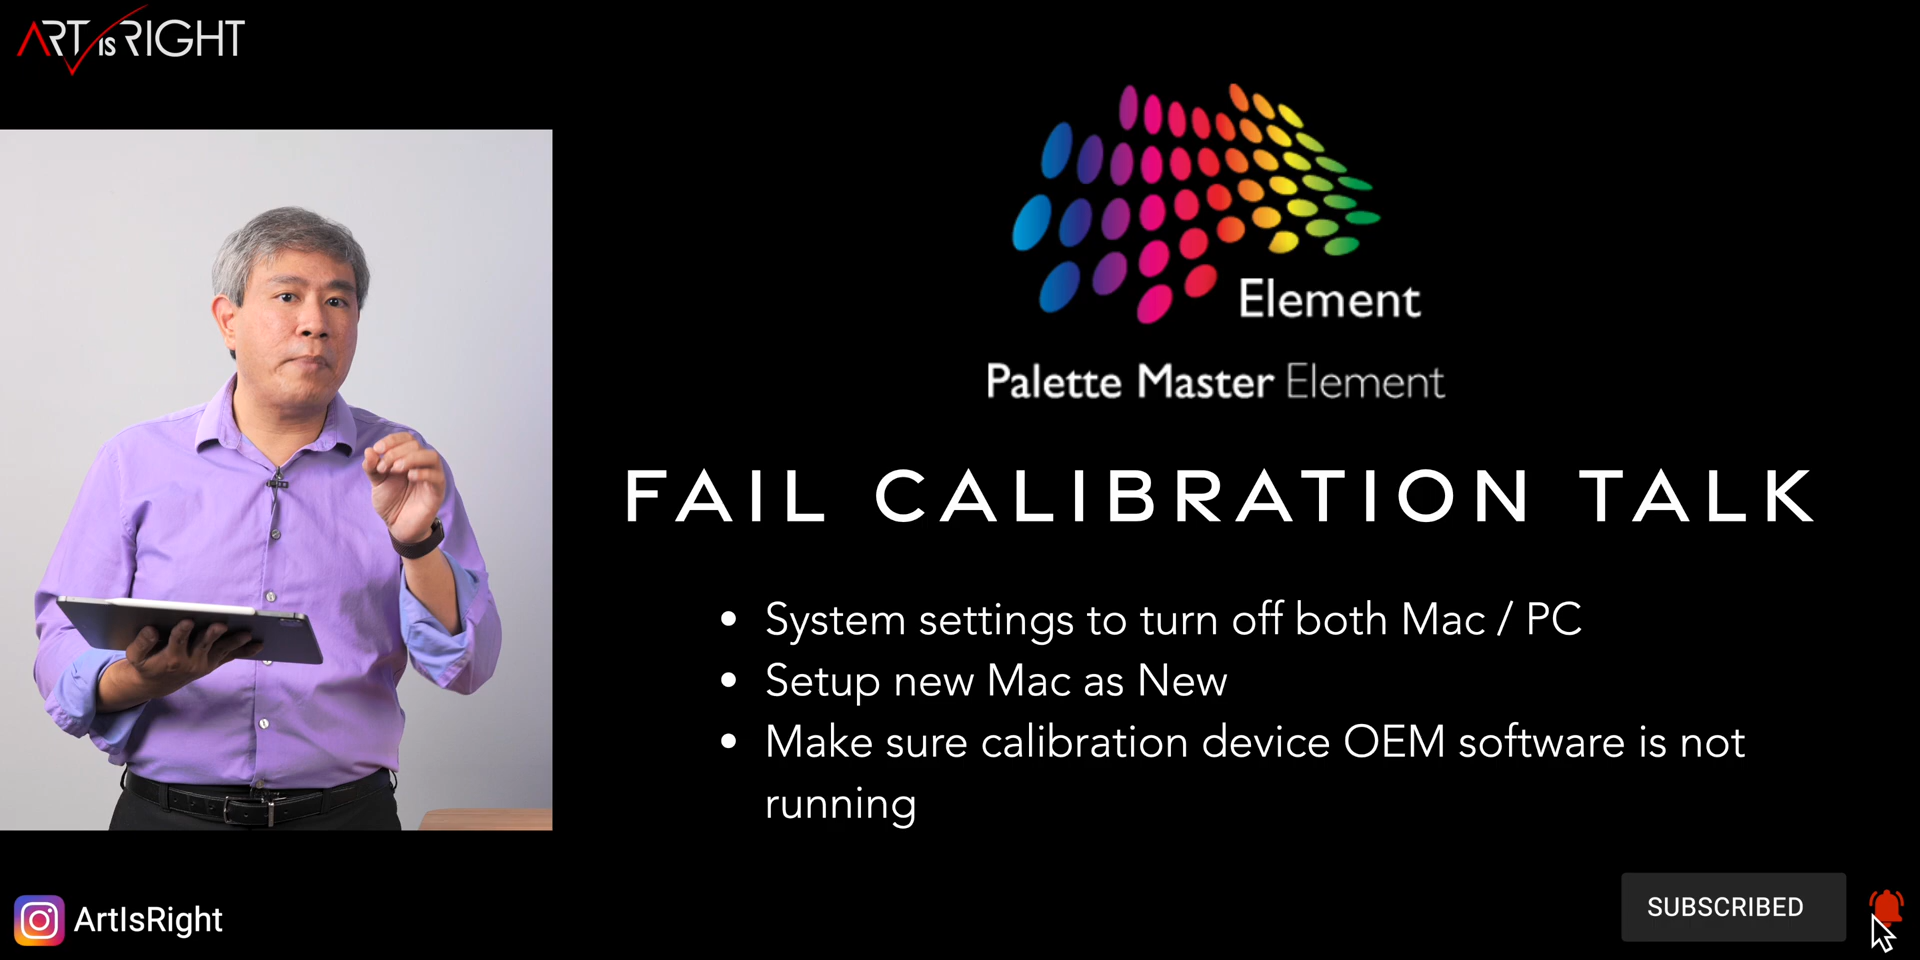 ART IS RIGHT
Element
Palette Master Element
FAIL CALIBRATION TALK
• System settings to turn off both Mac / PC
• Setup new Mac as New
• Make sure calibration device OEM software is not
running
ArtIsRight
SUBSCRIBED